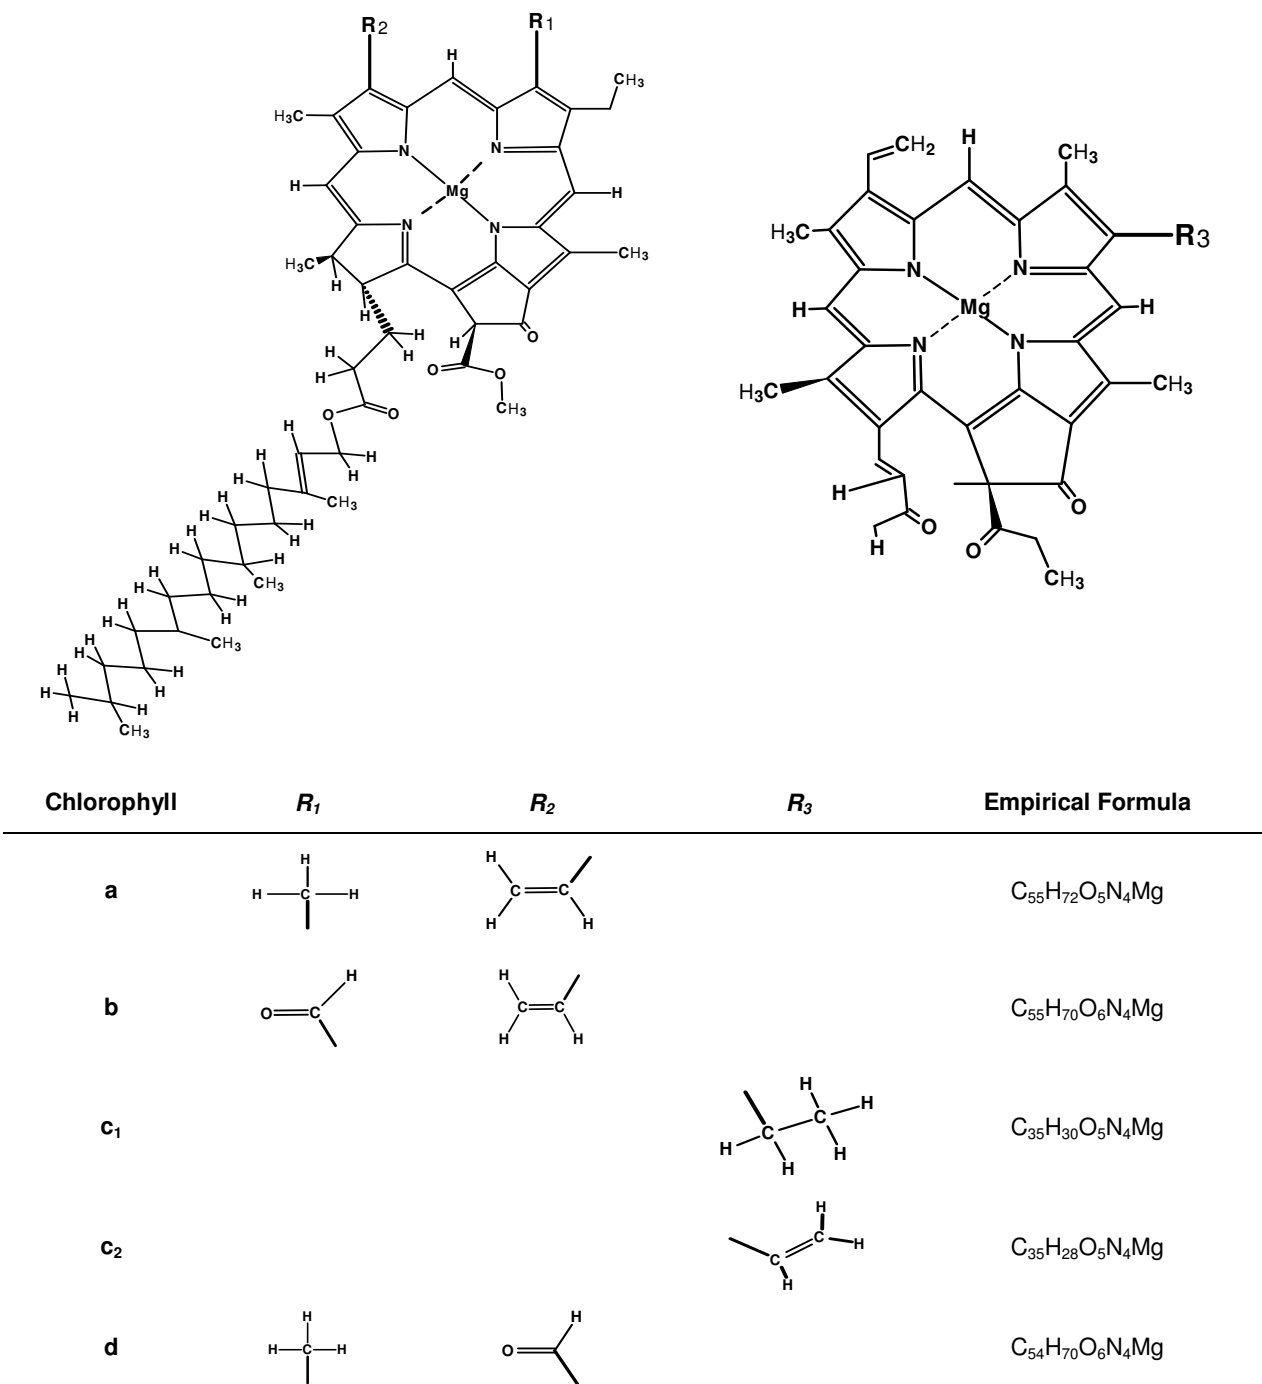 R2 R1
H
CH3
H3C
N N
H Mg H
N N
H3C CH3
H
H
H O
H H
H O O
H CH3
O O
H H
H
H
H CH3
H
H H
H
H H
H CH3
H
H H
H H
H CH3
H
H H
H H
H H
H CH3
CH2 H CH3
H3C R3
N N
H Mg H
N N
H3C CH3
H O
O
H O
CH3
Chlorophyll R1 R2 R3 Empirical Formula
a C55H72O5N4Mg
H
H C H
H
C C
H H
b C55H70O6N4Mg
H
O C
H
C C
H H
c1 C35H30O5N4Mg
H
C H
H C
H H
c2 C35H28O5N4Mg
H
C H
C
H
d C54H70O6N4Mg
H
H C H
H
O